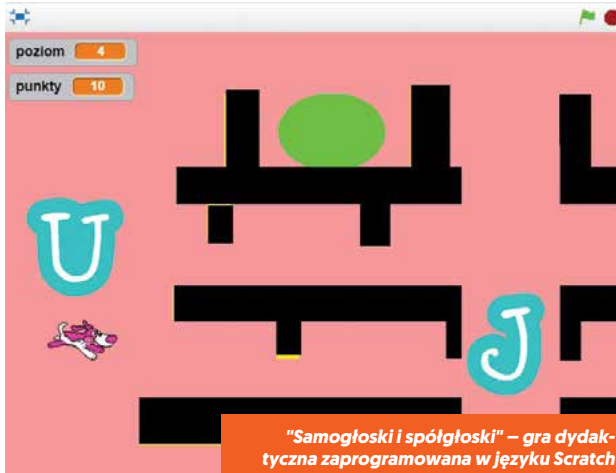 poziom 4
punkty 10
U
J
"Samogłoski i spółgłoski" – gra dydak-
tyczna zaprogramowana w języku Scratch